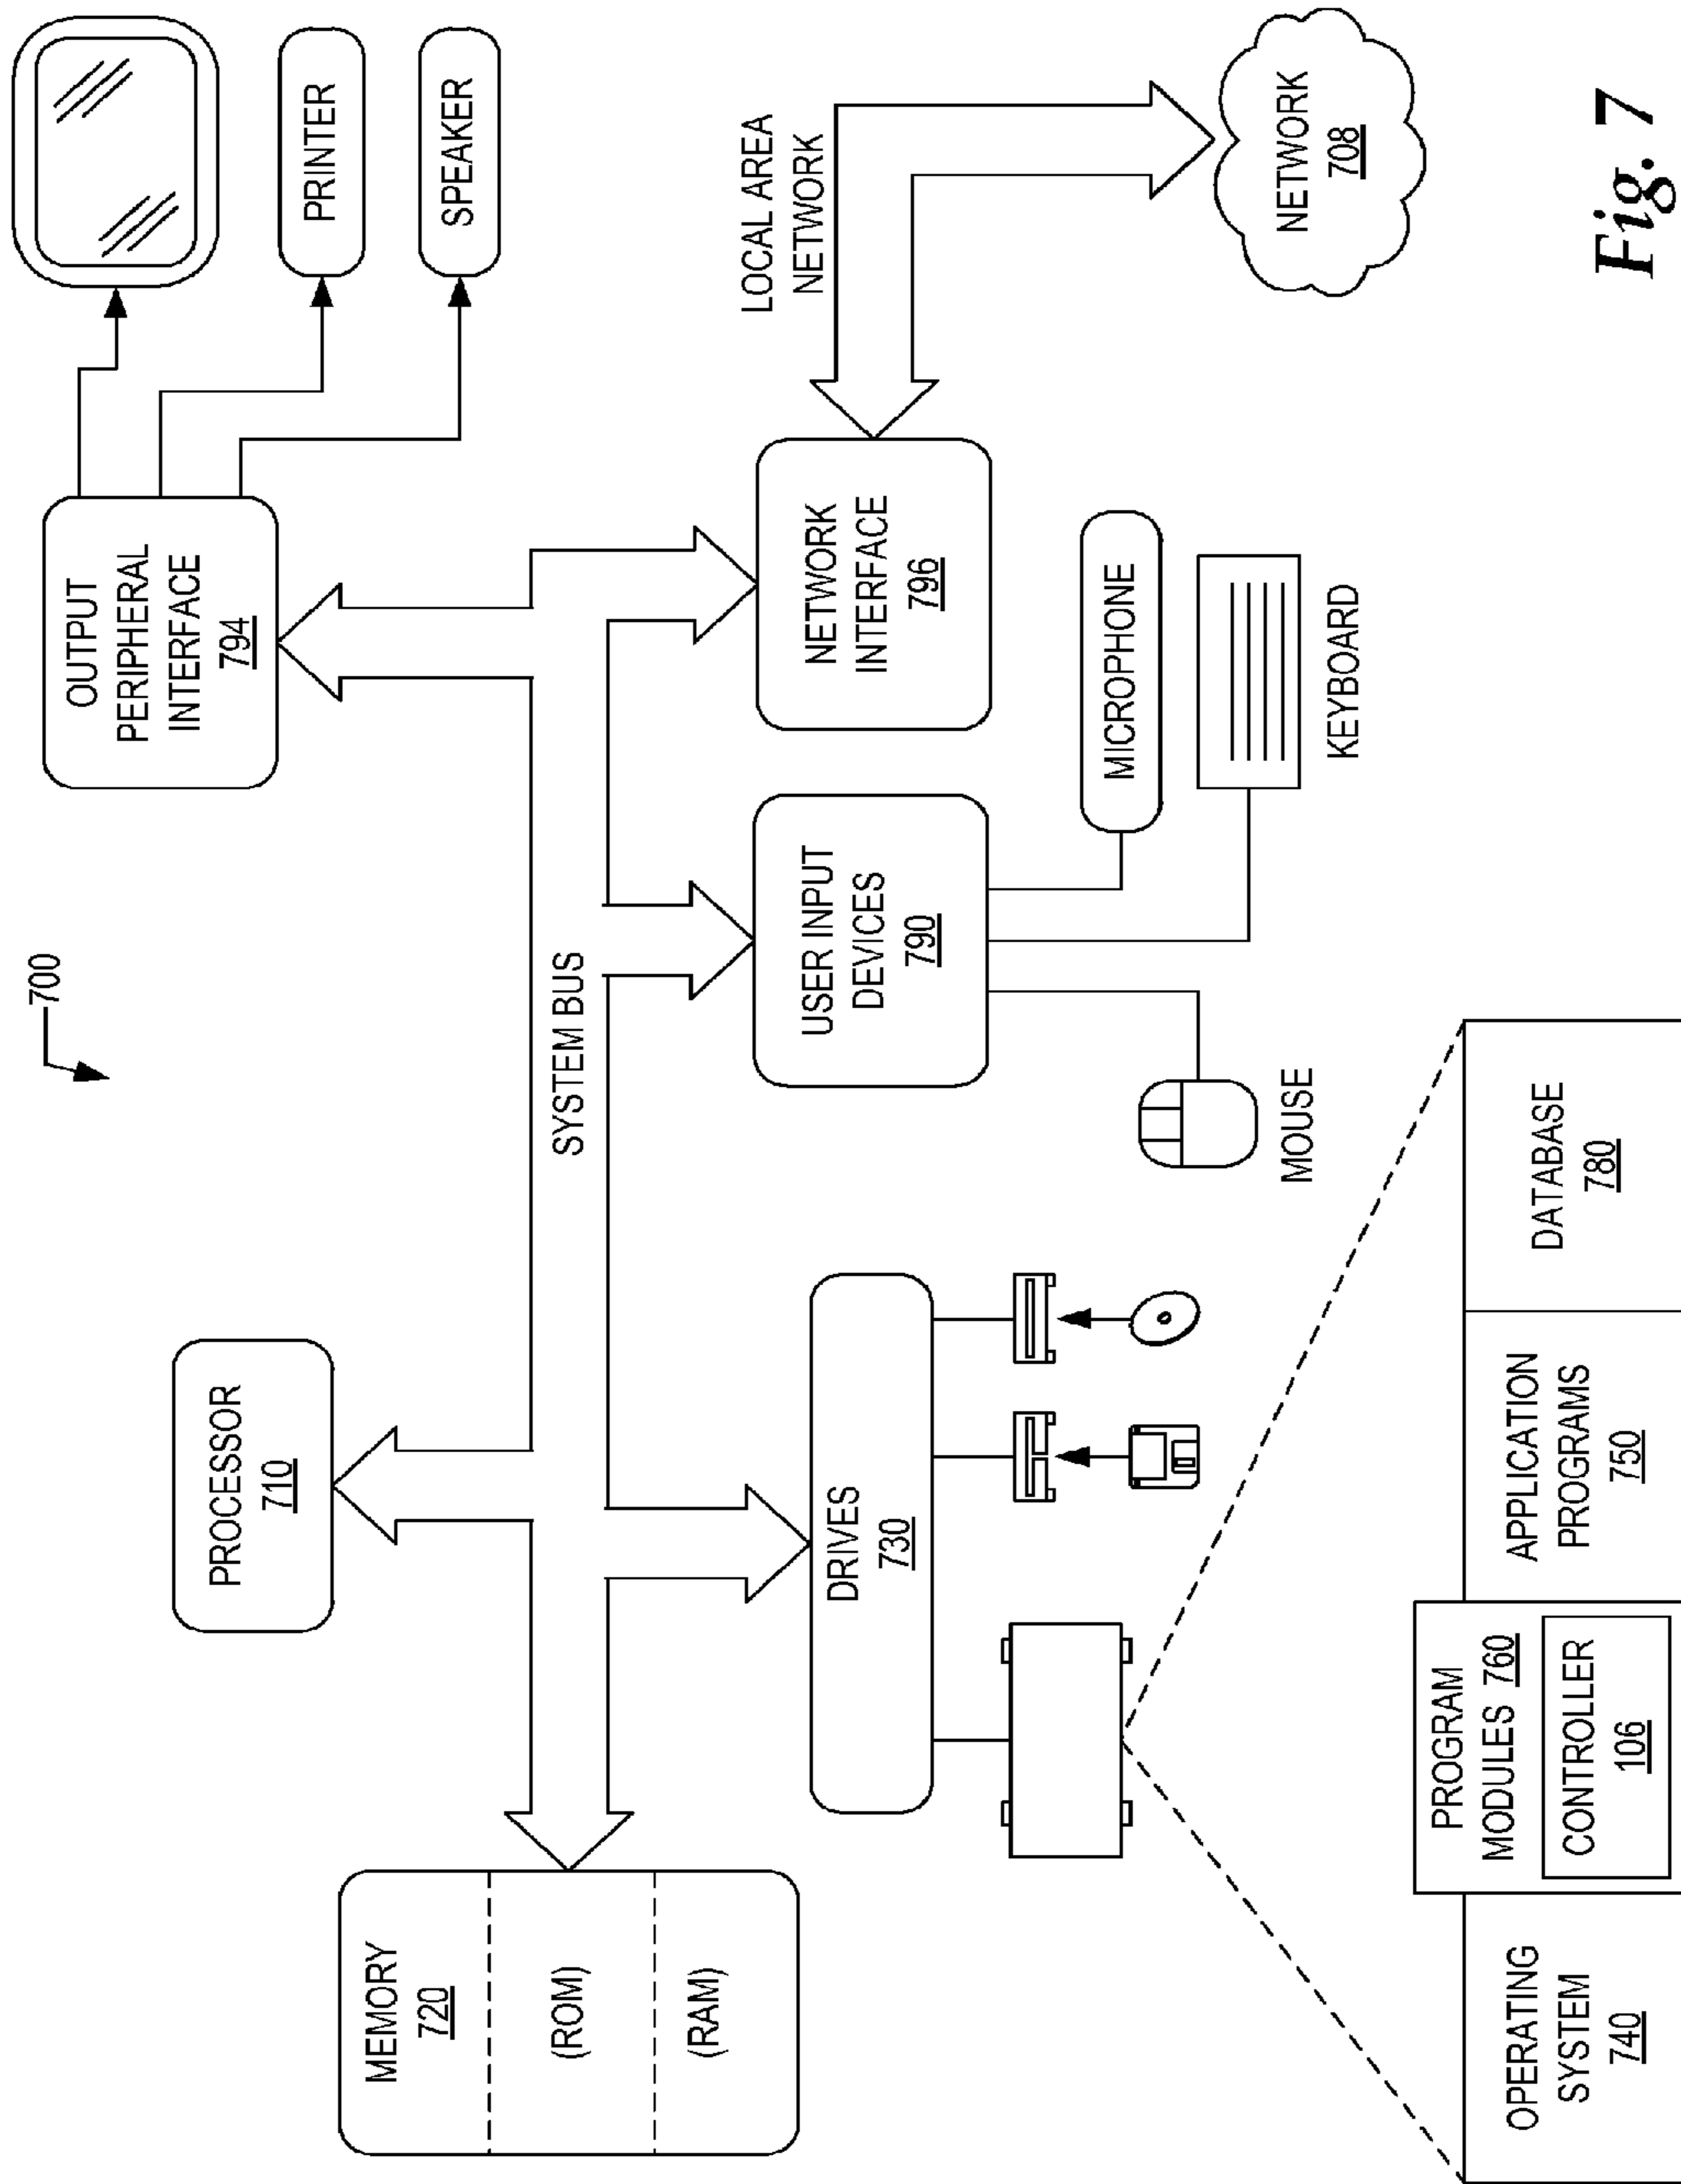 700
PROCESSOR
710
OUTPUT
PERIPHERAL
INTERFACE
794
PRINTER
SPEAKER
MEMORY
720
(ROM)
(RAM)
SYSTEM BUS
LOCAL AREA
NETWORK
DRIVES
730
USER INPUT
DEVICES
790
NETWORK
INTERFACE
796
MICROPHONE
KEYBOARD
MOUSE
NETWORK
708
OPERATING
SYSTEM
740
PROGRAM
MODULES 760
CONTROLLER
106
APPLICATION
PROGRAMS
750
DATABASE
780
Fig. 7